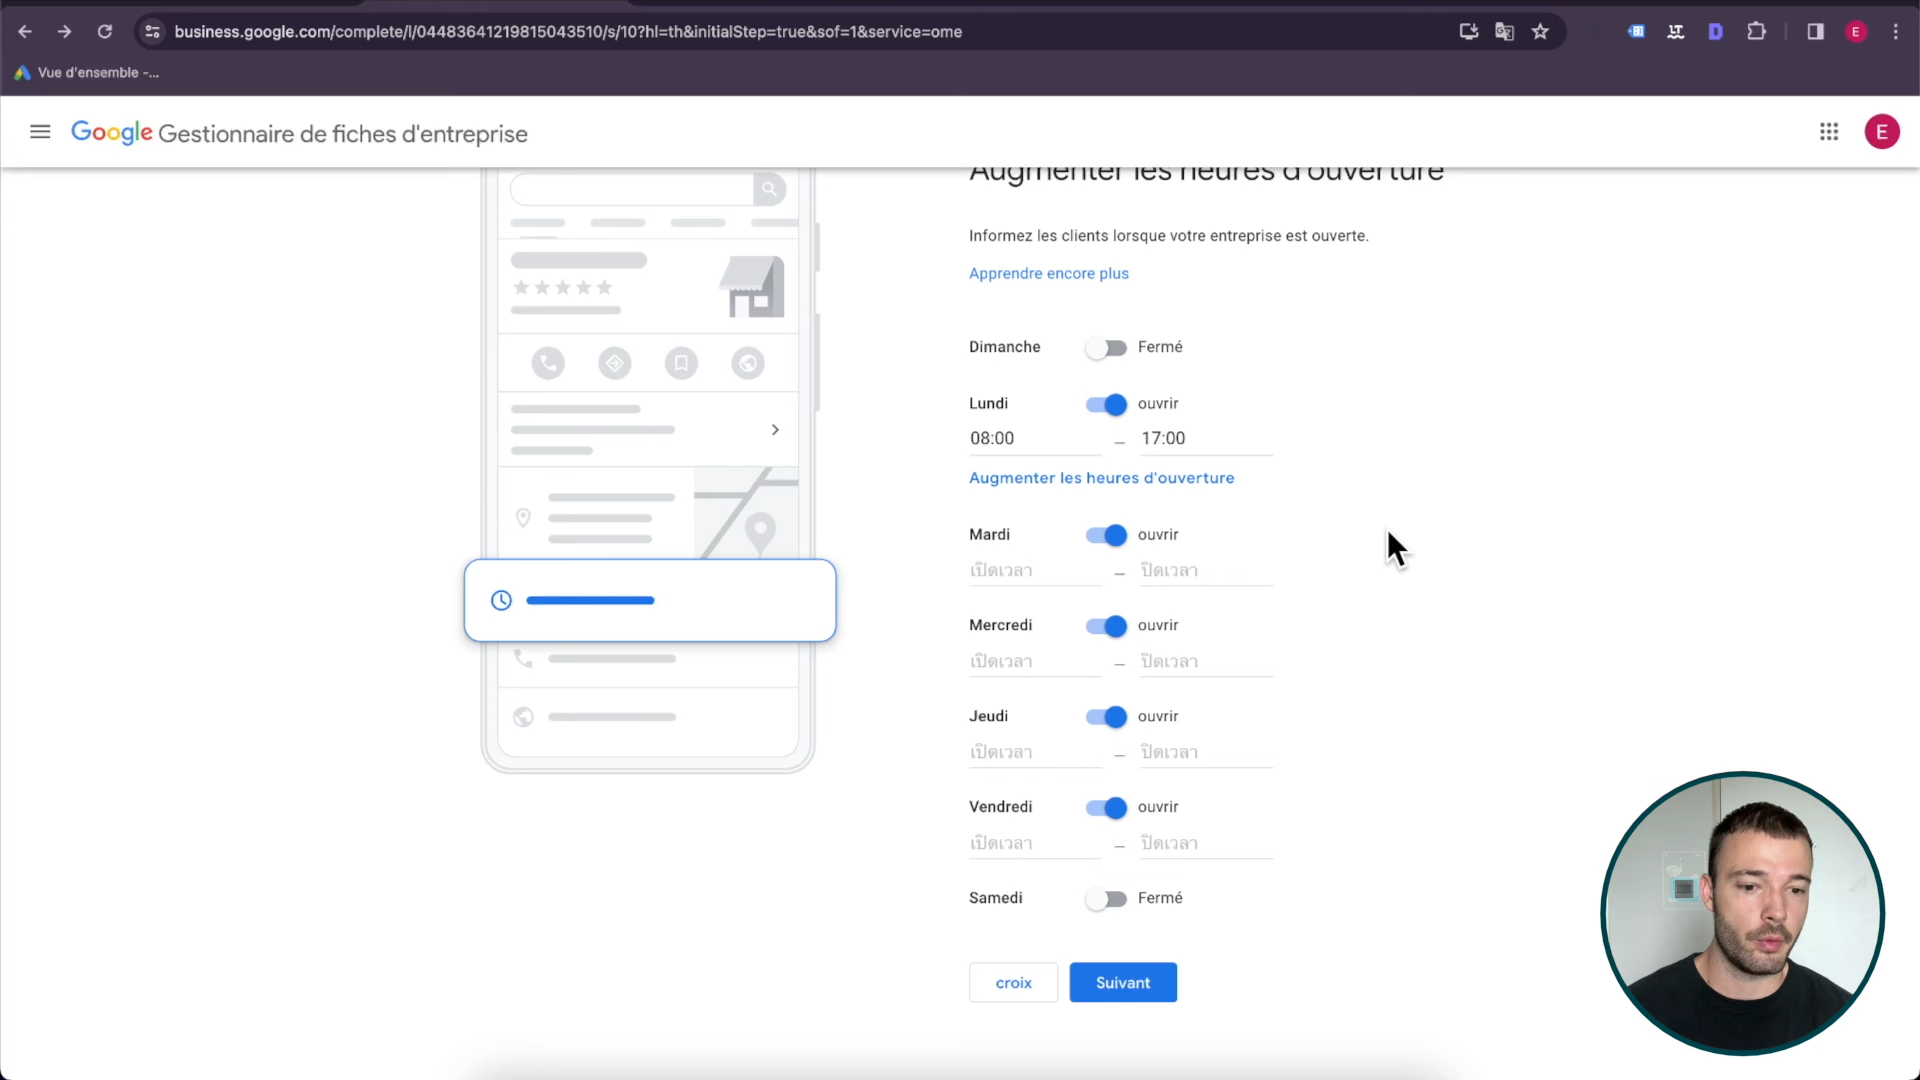 business.google.com/complete/l/04483641219815043510/s/10?hl=th&initialStep=true&sof=1&service=ome
E
Vue d'ensemble -...
Google Gestionnaire de fiches d'entreprise
E
Augmenter les heures d'ouverture
Informez les clients lorsque votre entreprise est ouverte.
Apprendre encore plus
Dimanche Fermé
Lundi ouvrir
08:00 – 17:00
Augmenter les heures d'ouverture
Mardi ouvrir
เปิดเวลา – ปิดเวลา
Mercredi ouvrir
เปิดเวลา – ปิดเวลา
Jeudi ouvrir
เปิดเวลา – ปิดเวลา
Vendredi ouvrir
เปิดเวลา – ปิดเวลา
Samedi Fermé
croix Suivant